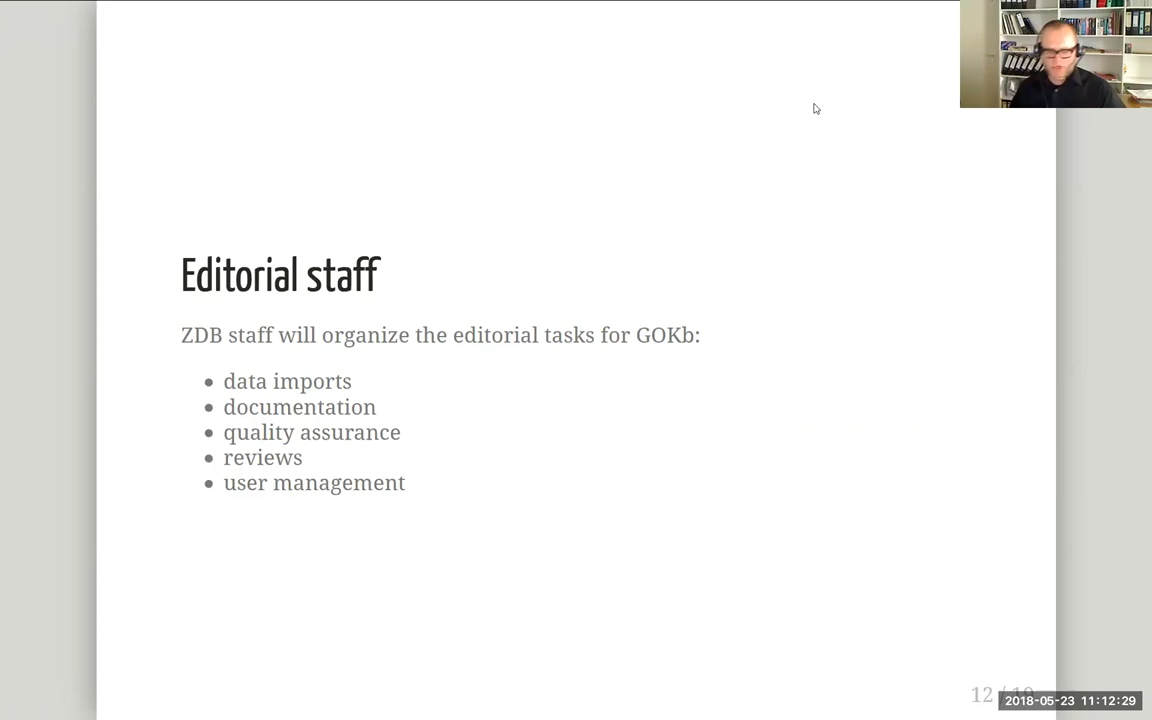 Editorial staff
ZDB staff will organize the editorial tasks for GOKb:
data imports
documentation
quality assurance
reviews
user management
12 /
2018-05-23 11:12:29